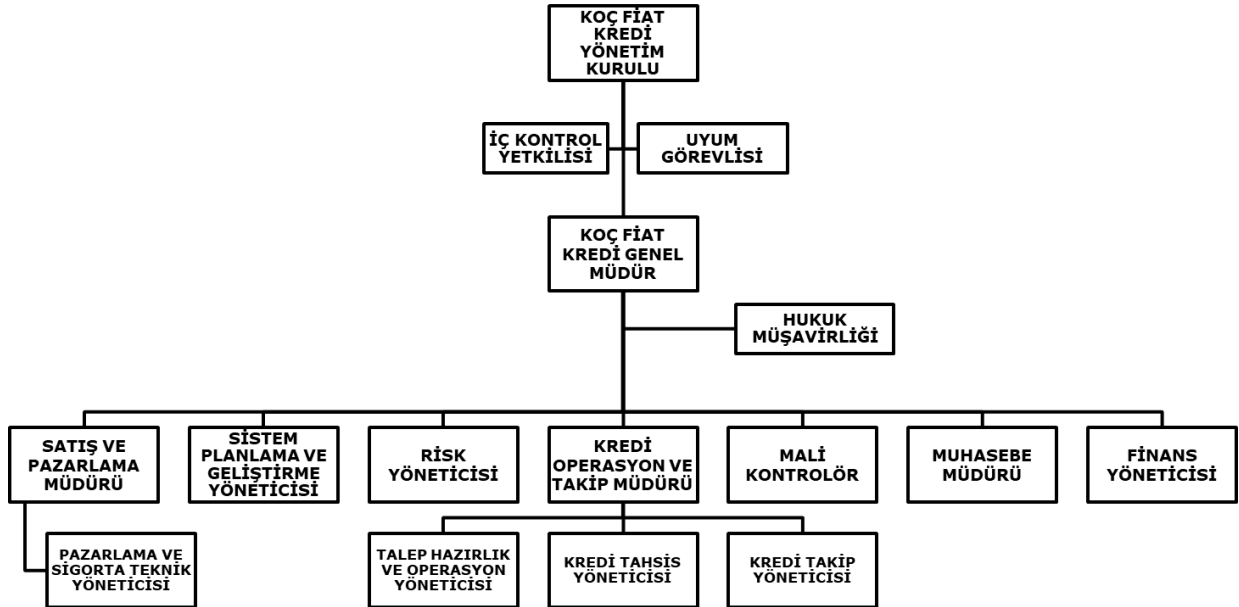 KOÇ FİAT
KREDİ
YÖNETİM
KURULU
İÇ KONTROL
YETKİLİSİ
UYUM
GÖREVLİSİ
KOÇ FİAT
KREDİ GENEL
MÜDÜR
HUKUK
MÜŞAVİRLİĞİ
SATIŞ VE
PAZARLAMA
MÜDÜRÜ
SİSTEM
PLANLAMA VE
GELİŞTİRME
YÖNETİCİSİ
RİSK
YÖNETİCİSİ
KREDİ
OPERASYON VE
TAKİP MÜDÜRÜ
MALİ
KONTROLÖR
MUHASEBE
MÜDÜRÜ
FİNANS
YÖNETİCİSİ
PAZARLAMA VE
SİGORTA TEKNİK
YÖNETİCİSİ
TALEP HAZIRLIK
VE OPERASYON
YÖNETİCİSİ
KREDİ TAHSİS
YÖNETİCİSİ
KREDİ TAKİP
YÖNETİCİSİ